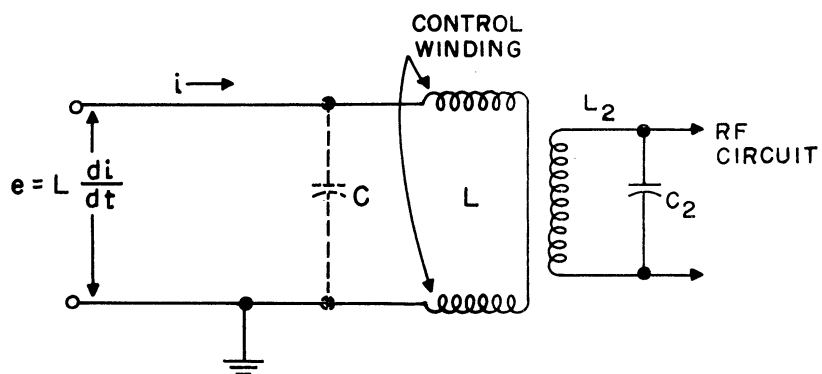 CONTROL
WINDING
i
L2
RF
CIRCUIT
e = L di/dt
C
L
C2